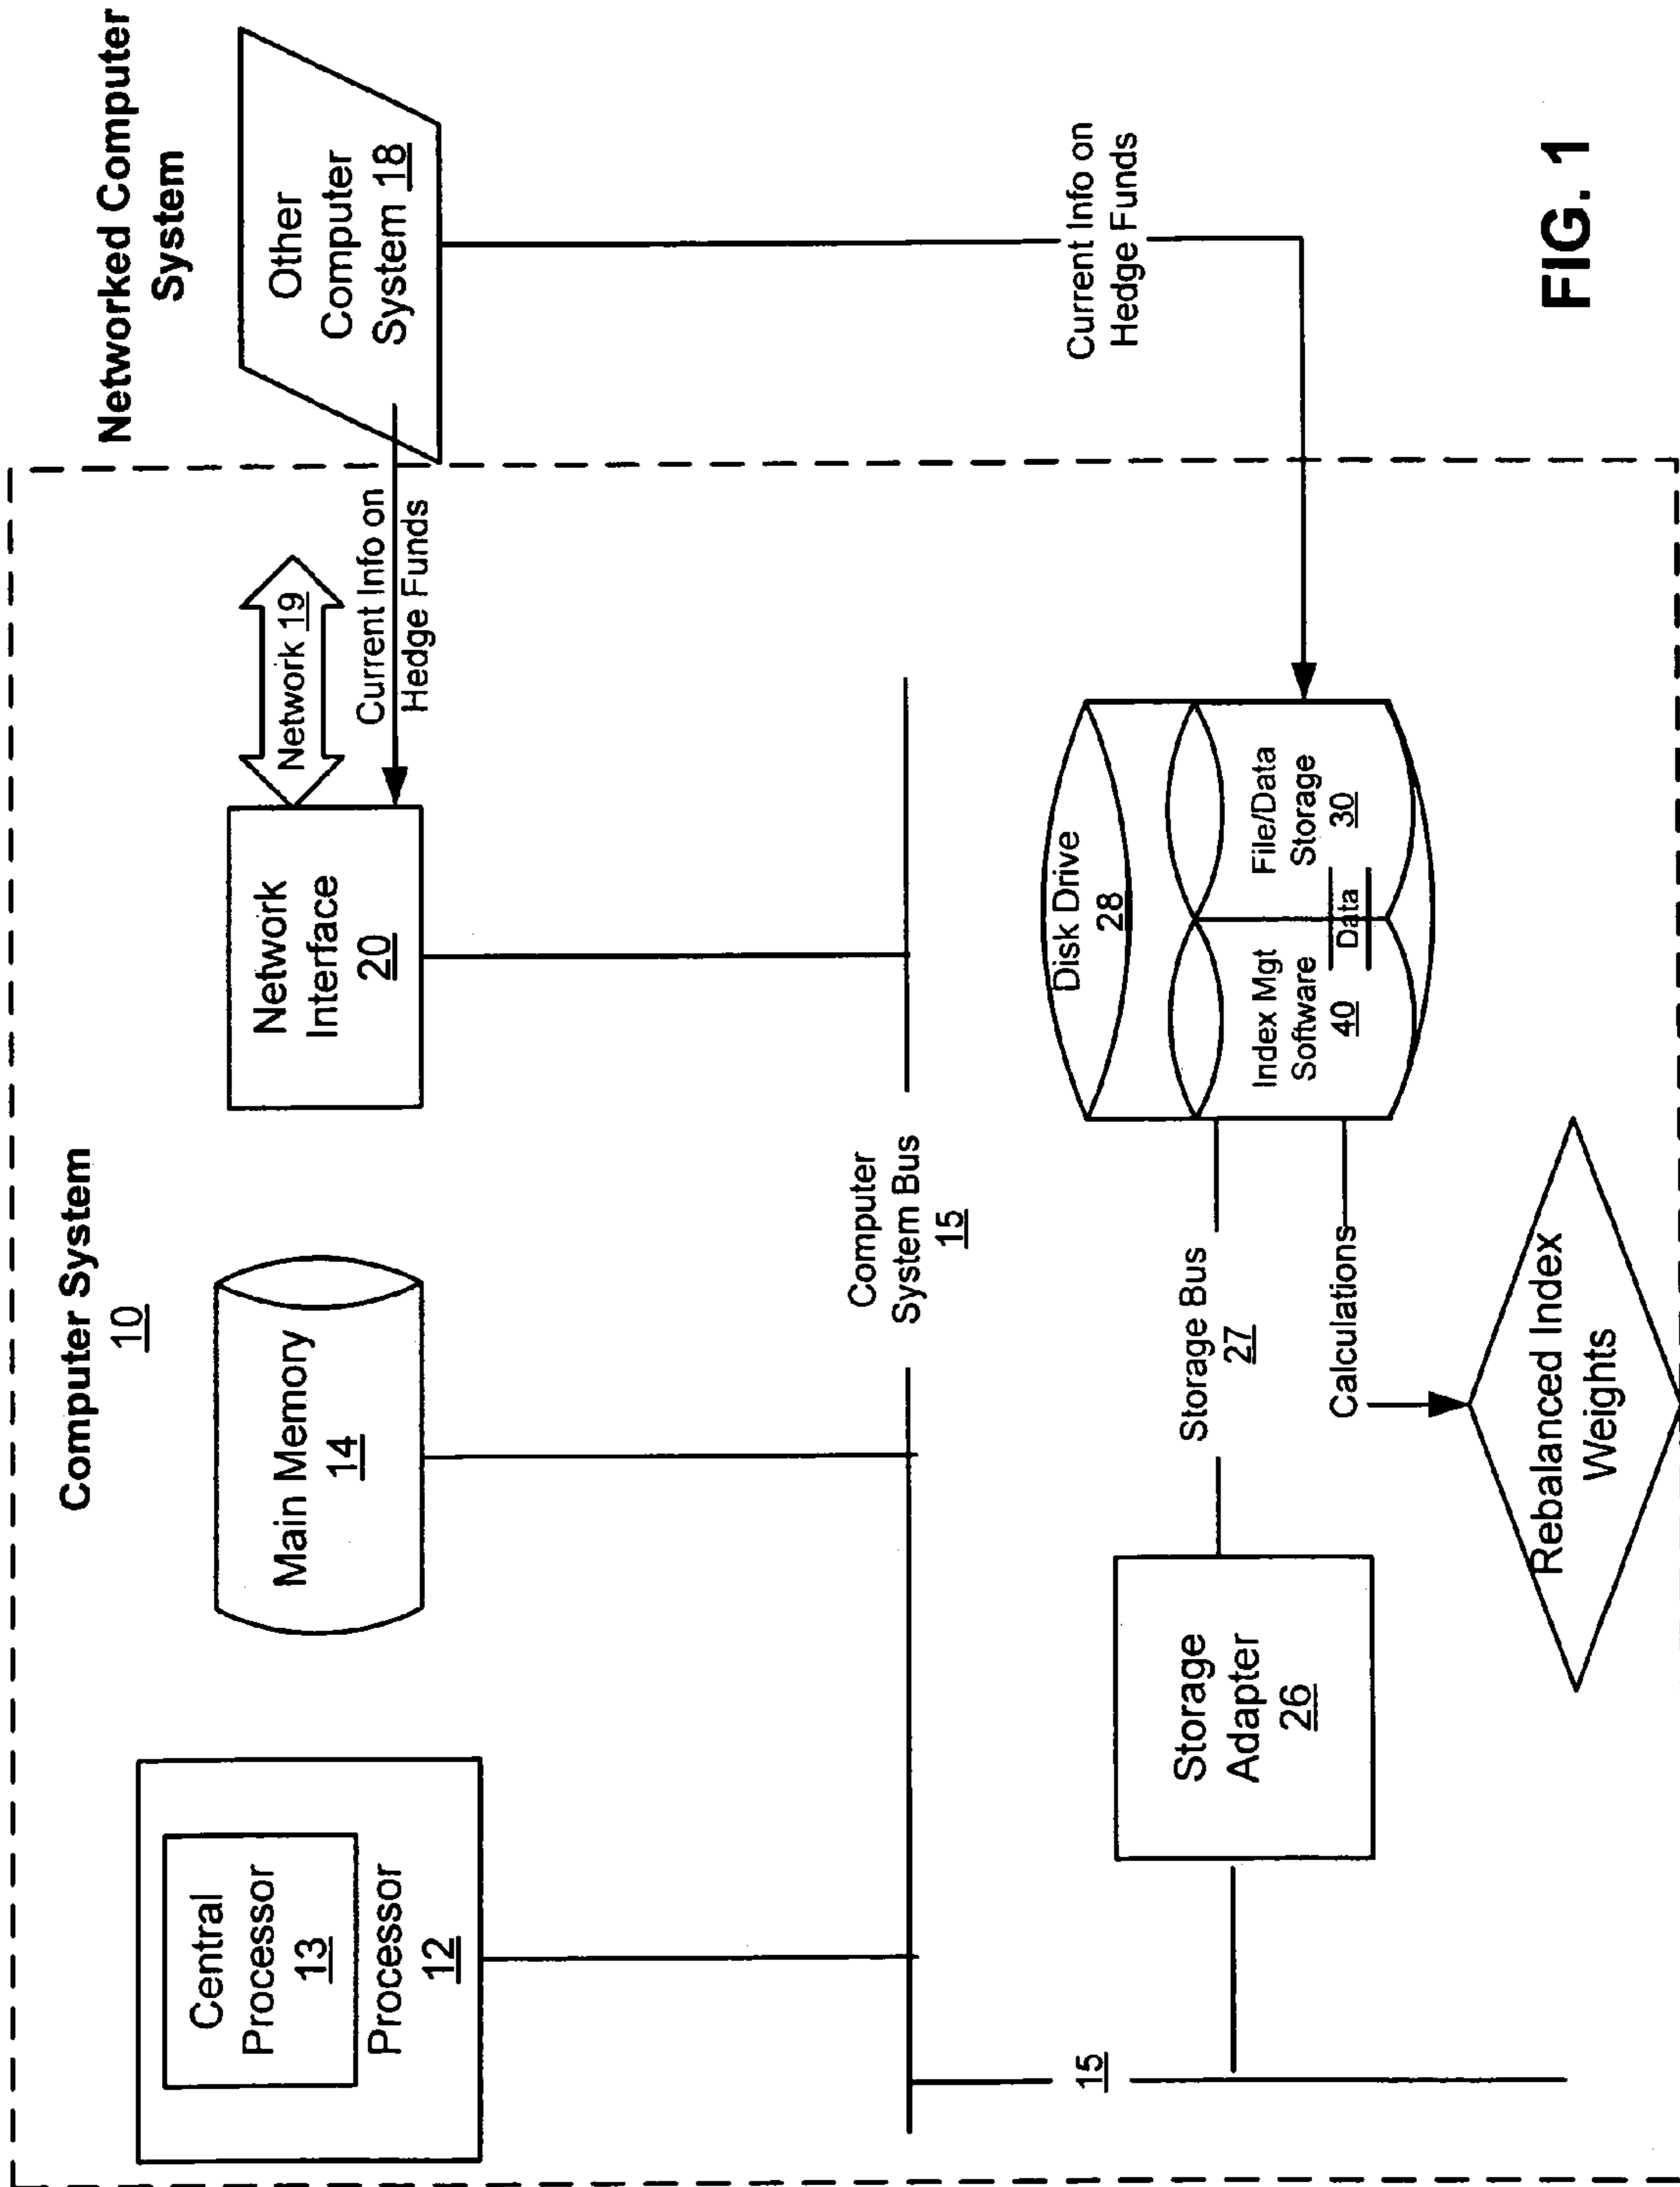 Networked Computer
System
Computer System
10
Central
Processor
13
Processor
12
Main Memory
14
Network
Interface
20
Network 19
Current Info on
Hedge Funds
Other
Computer
System 18
Computer
System Bus
15
15
Storage
Adapter
26
Storage Bus
27
Calculations
Disk Drive
28
Index Mgt
Software
40
Data
File/Data
Storage
30
Current Info on
Hedge Funds
Rebalanced Index
Weights
FIG. 1